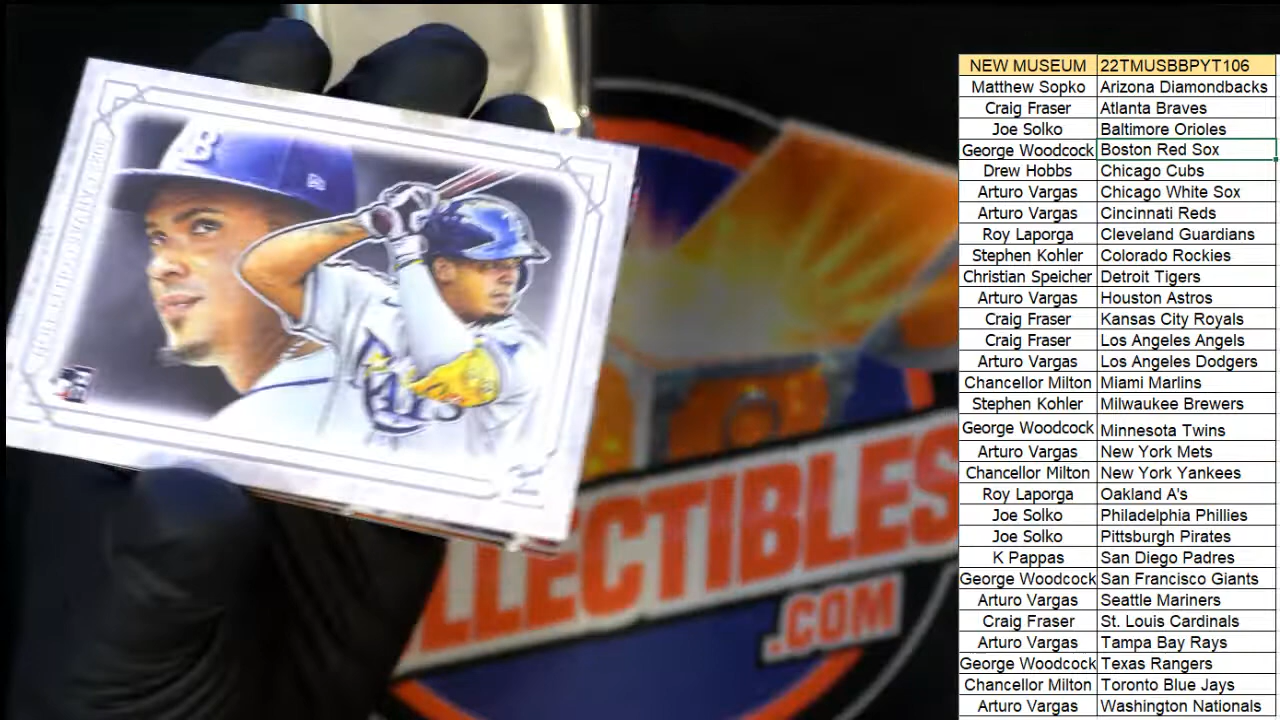 NEW MUSEUM 22TMUSBBPYT106
Matthew Sopko Arizona Diamondbacks
Craig Fraser Atlanta Braves
Joe Solko Baltimore Orioles
George Woodcock Boston Red Sox
Drew Hobbs Chicago Cubs
Arturo Vargas Chicago White Sox
Arturo Vargas Cincinnati Reds
Roy Laporga Cleveland Guardians
Stephen Kohler Colorado Rockies
Christian Speicher Detroit Tigers
Arturo Vargas Houston Astros
Craig Fraser Kansas City Royals
Craig Fraser Los Angeles Angels
Arturo Vargas Los Angeles Dodgers
Chancellor Milton Miami Marlins
Stephen Kohler Milwaukee Brewers
George Woodcock Minnesota Twins
Arturo Vargas New York Mets
Chancellor Milton New York Yankees
Roy Laporga Oakland A's
Joe Solko Philadelphia Phillies
Joe Solko Pittsburgh Pirates
K Pappas San Diego Padres
George Woodcock San Francisco Giants
Arturo Vargas Seattle Mariners
Craig Fraser St. Louis Cardinals
Arturo Vargas Tampa Bay Rays
George Woodcock Texas Rangers
Chancellor Milton Toronto Blue Jays
Arturo Vargas Washington Nationals
B
LLECTIBLES
.COM